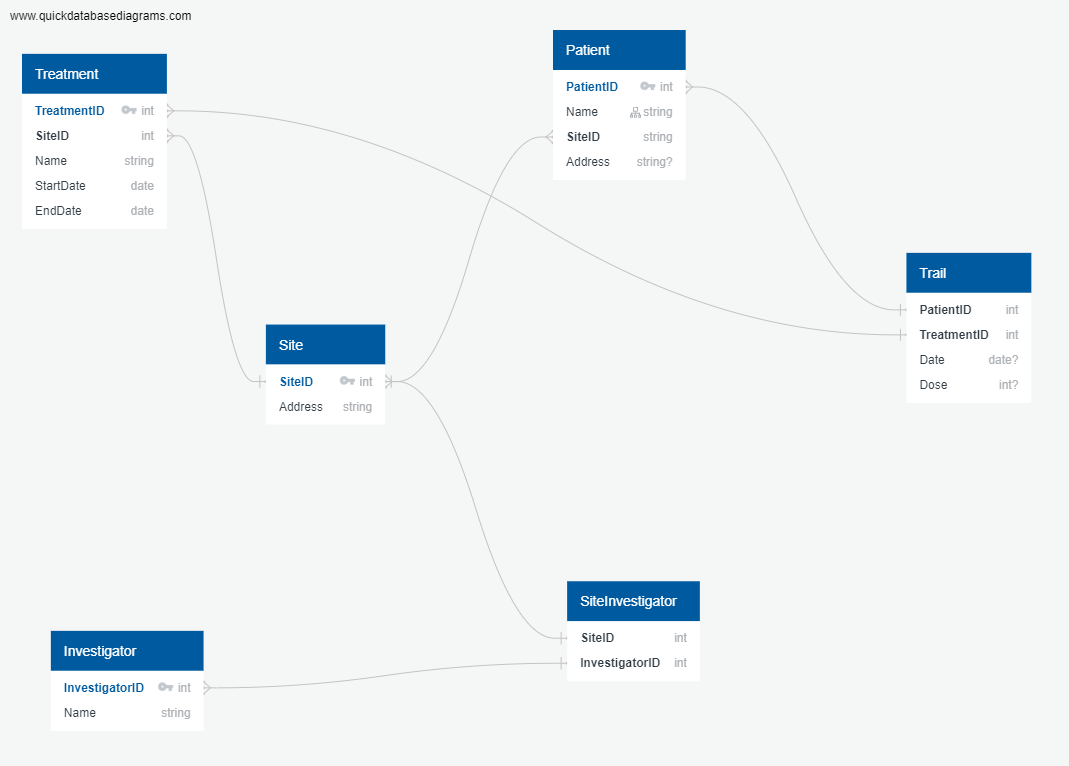 www.quickdatabasediagrams.com
Treatment
TreatmentID int
SiteID int
Name string
StartDate date
EndDate date
Patient
PatientID int
Name string
SiteID string
Address string?
Trail
PatientID int
TreatmentID int
Date date?
Dose int?
Site
SiteID int
Address string
SiteInvestigator
SiteID int
InvestigatorID int
Investigator
InvestigatorID int
Name string